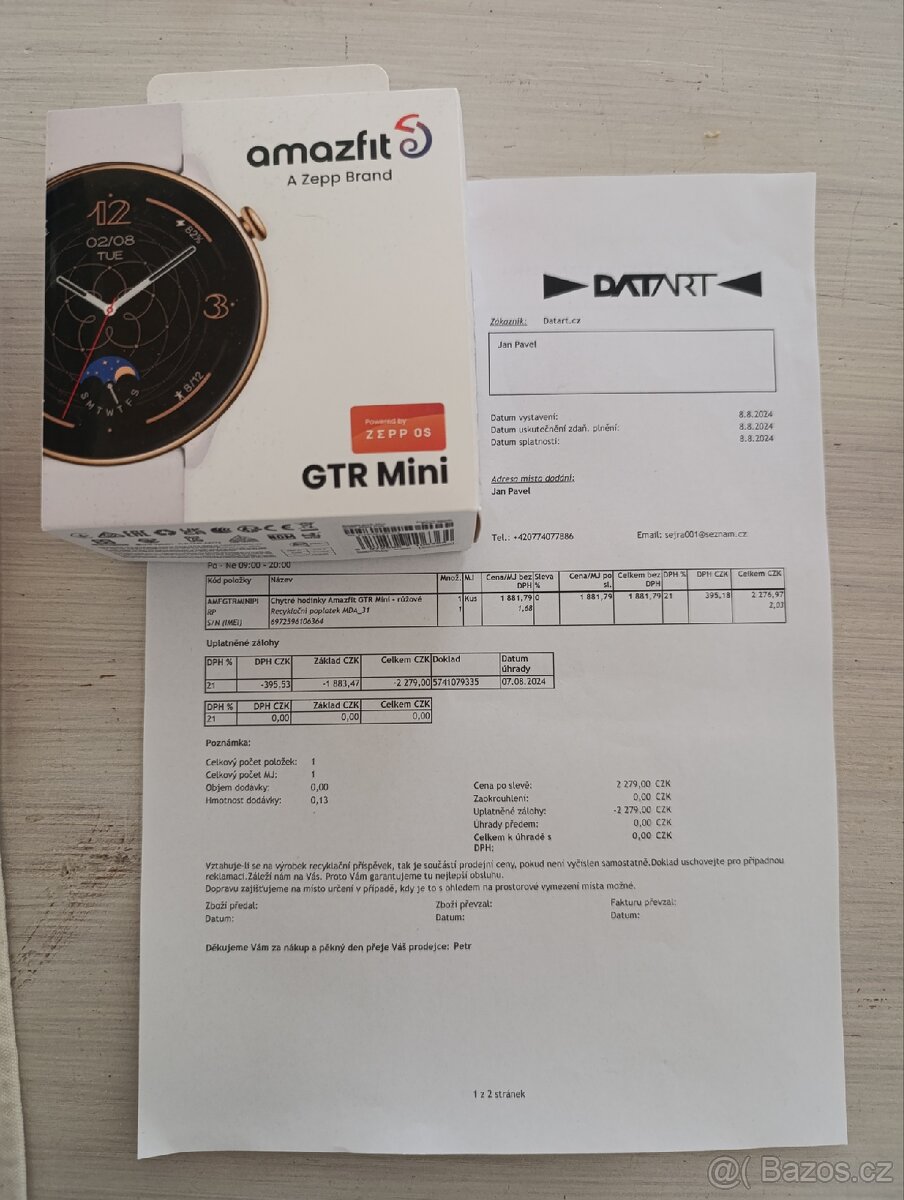 amazfit
A Zepp Brand
12
02/08
TUE
82%
3
8/12
S M T W T F S
Powered by
ZEPP OS
GTR Mini
DATART
Zákazník: Datart.cz
Jan Pavel
Datum vystavení: 8.8.2024
Datum uskutečnění zdaň. plnění: 8.8.2024
Datum splatnosti: 8.8.2024
Adresa místa dodání:
Jan Pavel
Tel.: +420774077886 Email: sejra001@seznam.cz
Po - Ne 09:00 - 20:00
Kód položky Název Množ. MJ Cena/MJ bez DPH Sleva % Cena/MJ po sl. Celkem bez DPH DPH % DPH CZK Celkem CZK
AMFGTRMINIPI Chytré hodinky Amazfit GTR Mini - růžové 1 Kus 1 881,79 0 1 881,79 1 881,79 21 395,18 2 276,97
RP Recyklační poplatek MDA_31 1 1,68 2,03
S/N (IMEI) 6972596106364
Uplatněné zálohy
DPH % DPH CZK Základ CZK Celkem CZK Doklad Datum úhrady
21 -395,53 -1 883,47 -2 279,00 5741079335 07.08.2024
DPH % DPH CZK Základ CZK Celkem CZK
21 0,00 0,00 0,00
Poznámka:
Celkový počet položek: 1
Celkový počet MJ: 1
Objem dodávky: 0,00
Hmotnost dodávky: 0,13
Cena po slevě: 2 279,00 CZK
Zaokrouhlení: 0,00 CZK
Uplatněné zálohy: -2 279,00 CZK
Úhrady předem: 0,00 CZK
Celkem k úhradě s DPH: 0,00 CZK
Vztahuje-li se na výrobek recyklační příspěvek, tak je součástí prodejní ceny, pokud není vyčíslen samostatně.Doklad uschovejte pro případnou
reklamaci.Záleží nám na Vás. Proto Vám garantujeme tu nejlepší obsluhu.
Dopravu zajišťujeme na místo určení v případě, kdy je to s ohledem na prostorové vymezení místa možné.
Zboží předal: Zboží převzal: Fakturu převzal:
Datum: Datum: Datum:
Děkujeme Vám za nákup a pěkný den přeje Váš prodejce: Petr
1 z 2 stránek
@( Bazos.cz